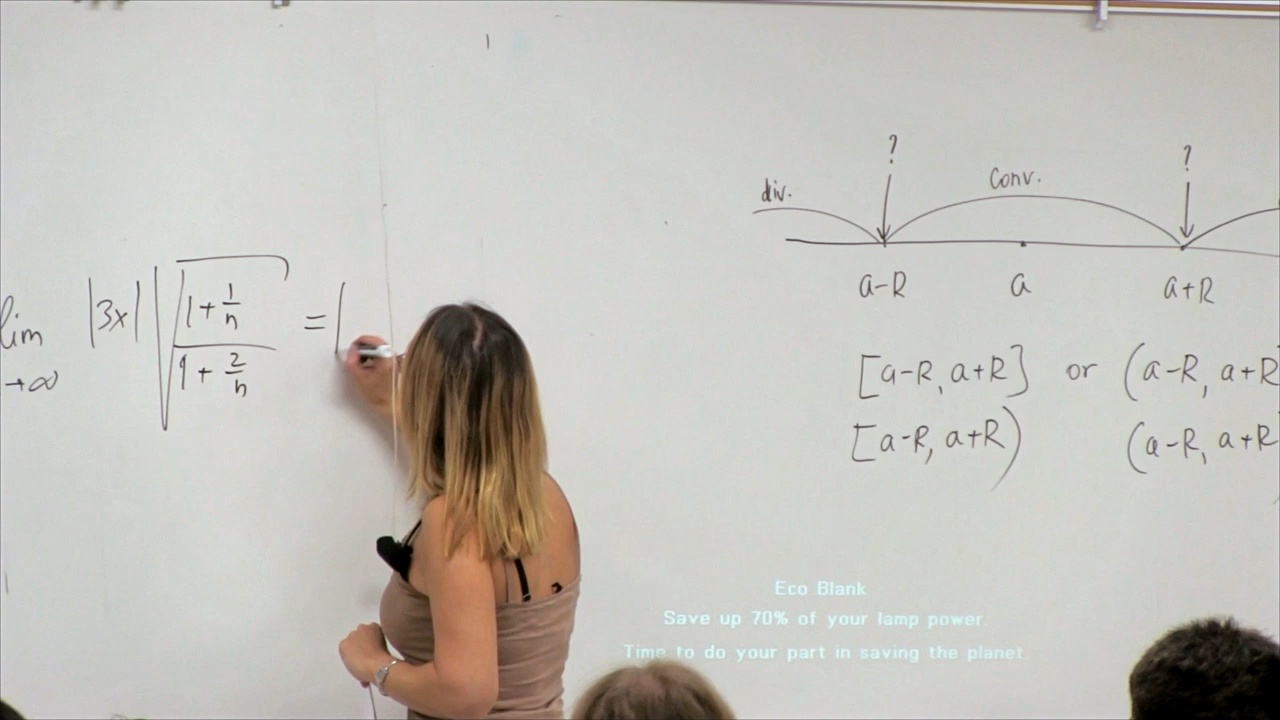 lim |3x| √((1 + 1/n)/(1 + 2/n)) = |
→∞
? ?
div. Conv.
a-R a a+R
[a-R, a+R] or (a-R, a+R
[a-R, a+R) (a-R, a+R
Eco Blank
Save up 70% of your lamp power.
Time to do your part in saving the planet.